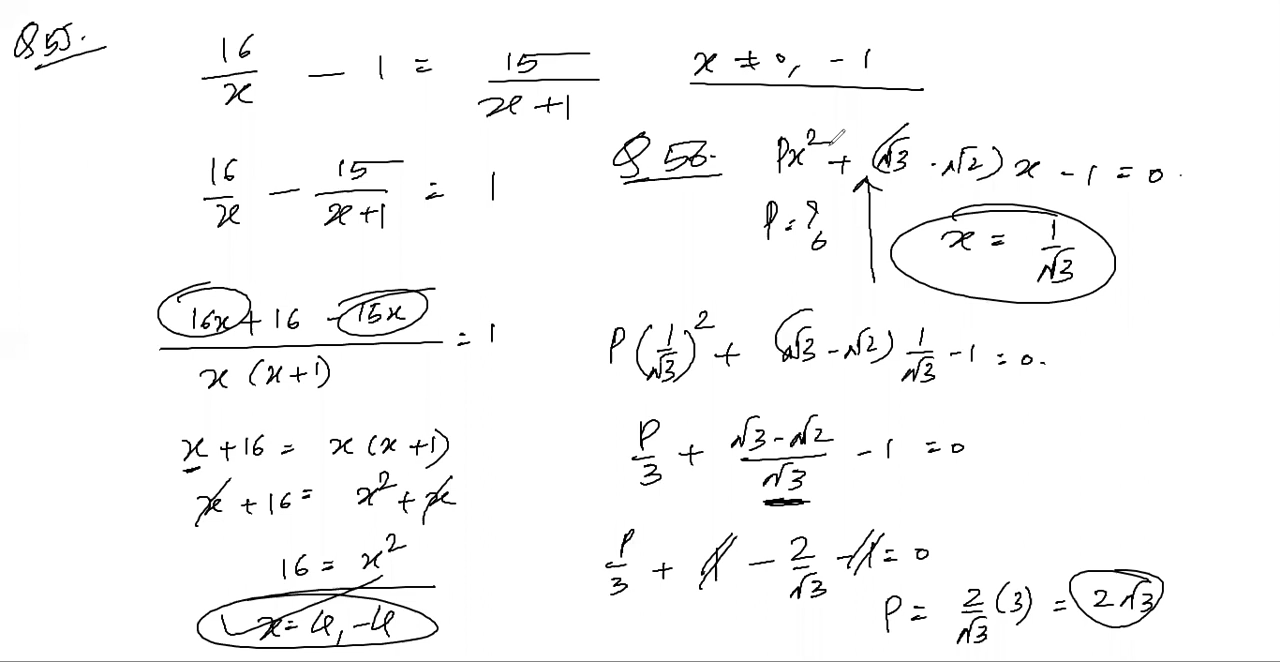 Q55.
16/x - 1 = 15/(x+1)    x ≠ 0, -1
16/x - 15/(x+1) = 1
(16x + 16 - 15x)/(x(x+1)) = 1
x + 16 = x(x+1)
x + 16 = x² + x
16 = x²
x = 4, -4
Q56. Px² + (√3 - √2)x - 1 = 0.
P = ?
x = 1/√3
P(1/√3)² + (√3 - √2) 1/√3 - 1 = 0.
P/3 + (√3 - √2)/√3 - 1 = 0
P/3 + 1 - 2/√3 - 1 = 0
P = 2/√3 (3) = 2√3